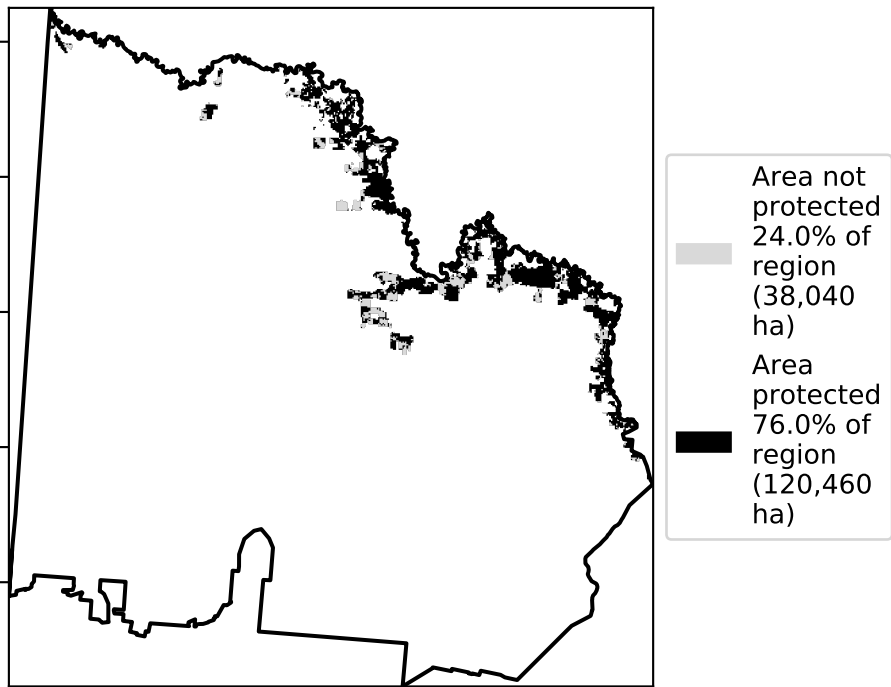 Area not
protected
24.0% of
region
(38,040
ha)
Area
protected
76.0% of
region
(120,460
ha)